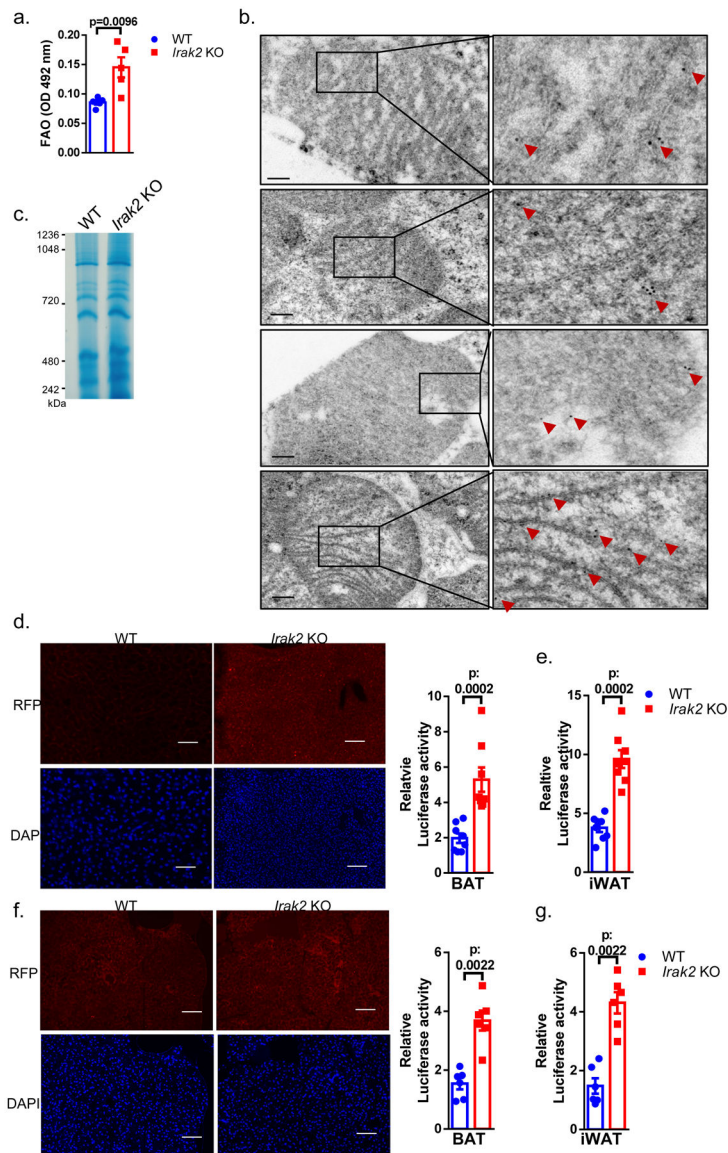 a.
p=0.0096
WT
Irak2 KO
FAO (OD 492 nm)
0.20
0.15
0.10
0.05
0.00
b.
c.
WT
Irak2 KO
1236
1048
720
480
242
kDa
d.
WT
Irak2 KO
RFP
DAP
p:
0.0002
Relatvie
Luciferase activity
10
8
6
4
2
0
BAT
e.
p:
0.0002
WT
Irak2 KO
Realtive
Luciferase activity
15
10
5
0
iWAT
f.
WT
Irak2 KO
RFP
DAPI
p:
0.0022
Relative
Luciferase activity
6
4
2
0
BAT
g.
p:
0.0022
WT
Irak2 KO
Relative
Luciferase activity
6
4
2
0
iWAT